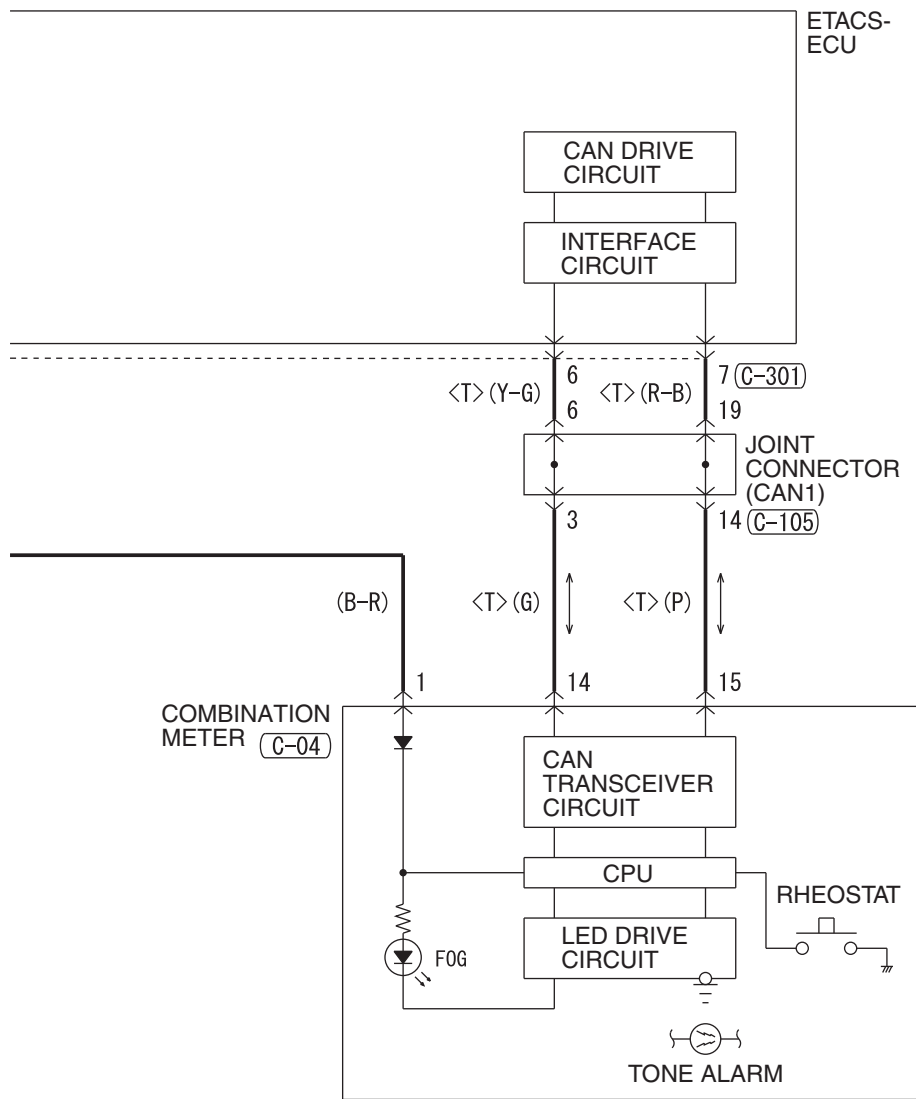 ETACS-
ECU
CAN DRIVE
CIRCUIT
INTERFACE
CIRCUIT
6
7 (C-301)
<T> (Y-G)
<T> (R-B)
6
19
JOINT
CONNECTOR
(CAN1)
3
14 (C-105)
(B-R)
<T> (G)
<T> (P)
1
14
15
COMBINATION
METER (C-04)
CAN
TRANSCEIVER
CIRCUIT
CPU
RHEOSTAT
LED DRIVE
CIRCUIT
FOG
TONE ALARM